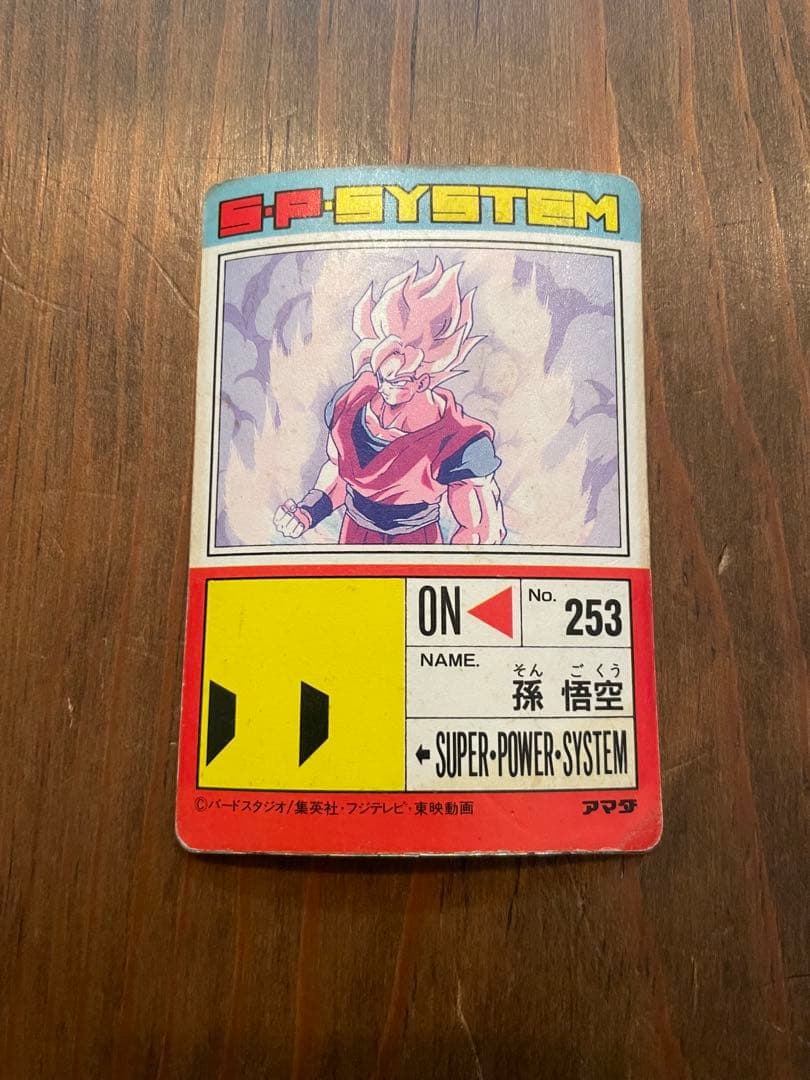 S·P·SYSTEM
ON
No. 253
NAME.
そん ご くう
孫 悟空
SUPER·POWER·SYSTEM
©バードスタジオ/集英社・フジテレビ・東映動画
アマダ